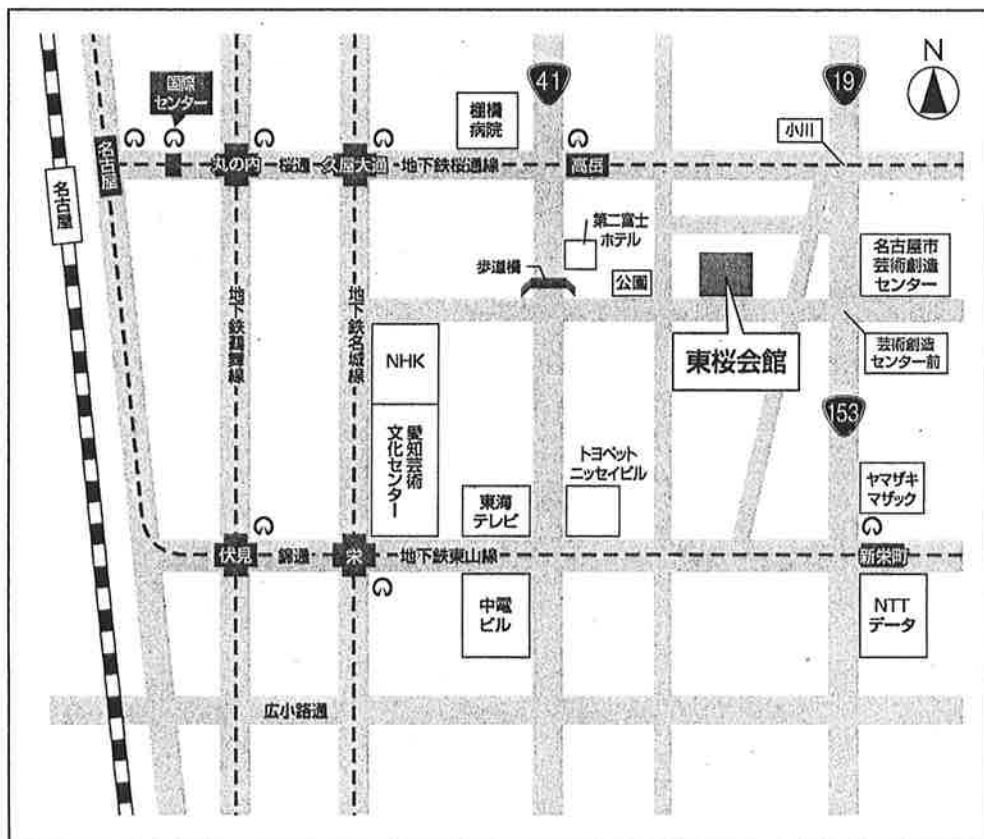 N
41
19
国際
センター
棚橋
病院
小川
名古屋
丸の内
桜通
久屋大通
地下鉄桜通線
高岳
名古屋
第二富士
ホテル
歩道橋
公園
名古屋市
芸術創造
センター
地下鉄鶴舞線
地下鉄名城線
NHK
東桜会館
芸術創造
センター前
153
愛知芸術
文化センター
トヨペット
ニッセイビル
東海
テレビ
ヤマザキ
マザック
伏見
錦通
栄
地下鉄東山線
新栄町
中電
ビル
NTT
データ
広小路通